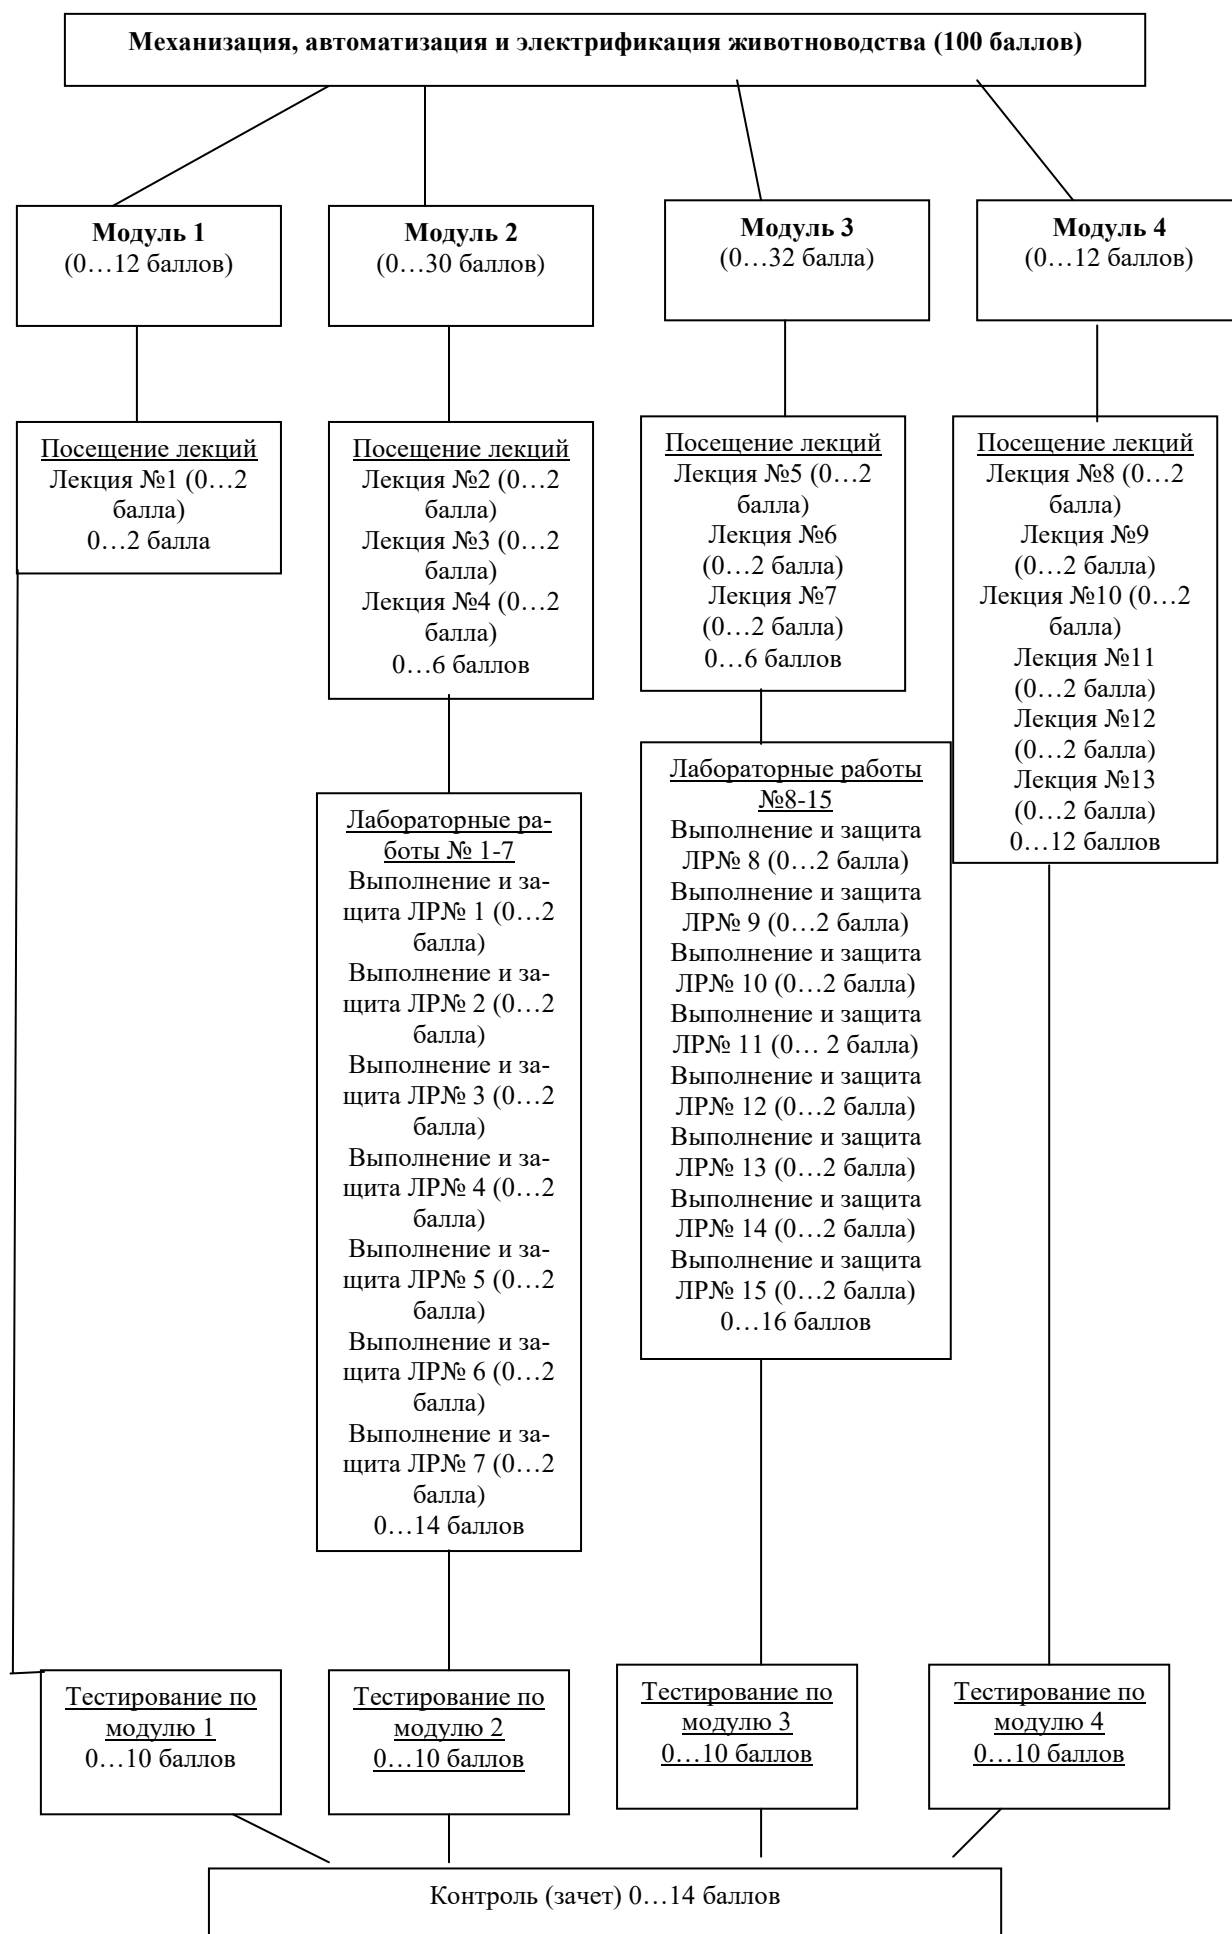 Механизация, автоматизация и электрификация животноводства (100 баллов)
Модуль 1
(0…12 баллов)
Модуль 2
(0…30 баллов)
Модуль 3
(0…32 балла)
Модуль 4
(0…12 баллов)
Посещение лекций
Лекция №1 (0…2
балла)
0…2 балла
Посещение лекций
Лекция №2 (0…2
балла)
Лекция №3 (0…2
балла)
Лекция №4 (0…2
балла)
0…6 баллов
Посещение лекций
Лекция №5 (0…2
балла)
Лекция №6
(0…2 балла)
Лекция №7
(0…2 балла)
0…6 баллов
Посещение лекций
Лекция №8 (0…2
балла)
Лекция №9
(0…2 балла)
Лекция №10 (0…2
балла)
Лекция №11
(0…2 балла)
Лекция №12
(0…2 балла)
Лекция №13
(0…2 балла)
0…12 баллов
Лабораторные ра-
боты № 1-7
Выполнение и за-
щита ЛР№ 1 (0…2
балла)
Выполнение и за-
щита ЛР№ 2 (0…2
балла)
Выполнение и за-
щита ЛР№ 3 (0…2
балла)
Выполнение и за-
щита ЛР№ 4 (0…2
балла)
Выполнение и за-
щита ЛР№ 5 (0…2
балла)
Выполнение и за-
щита ЛР№ 6 (0…2
балла)
Выполнение и за-
щита ЛР№ 7 (0…2
балла)
0…14 баллов
Лабораторные работы
№8-15
Выполнение и защита
ЛР№ 8 (0…2 балла)
Выполнение и защита
ЛР№ 9 (0…2 балла)
Выполнение и защита
ЛР№ 10 (0…2 балла)
Выполнение и защита
ЛР№ 11 (0… 2 балла)
Выполнение и защита
ЛР№ 12 (0…2 балла)
Выполнение и защита
ЛР№ 13 (0…2 балла)
Выполнение и защита
ЛР№ 14 (0…2 балла)
Выполнение и защита
ЛР№ 15 (0…2 балла)
0…16 баллов
Тестирование по
модулю 1
0…10 баллов
Тестирование по
модулю 2
0…10 баллов
Тестирование по
модулю 3
0…10 баллов
Тестирование по
модулю 4
0…10 баллов
Контроль (зачет) 0…14 баллов